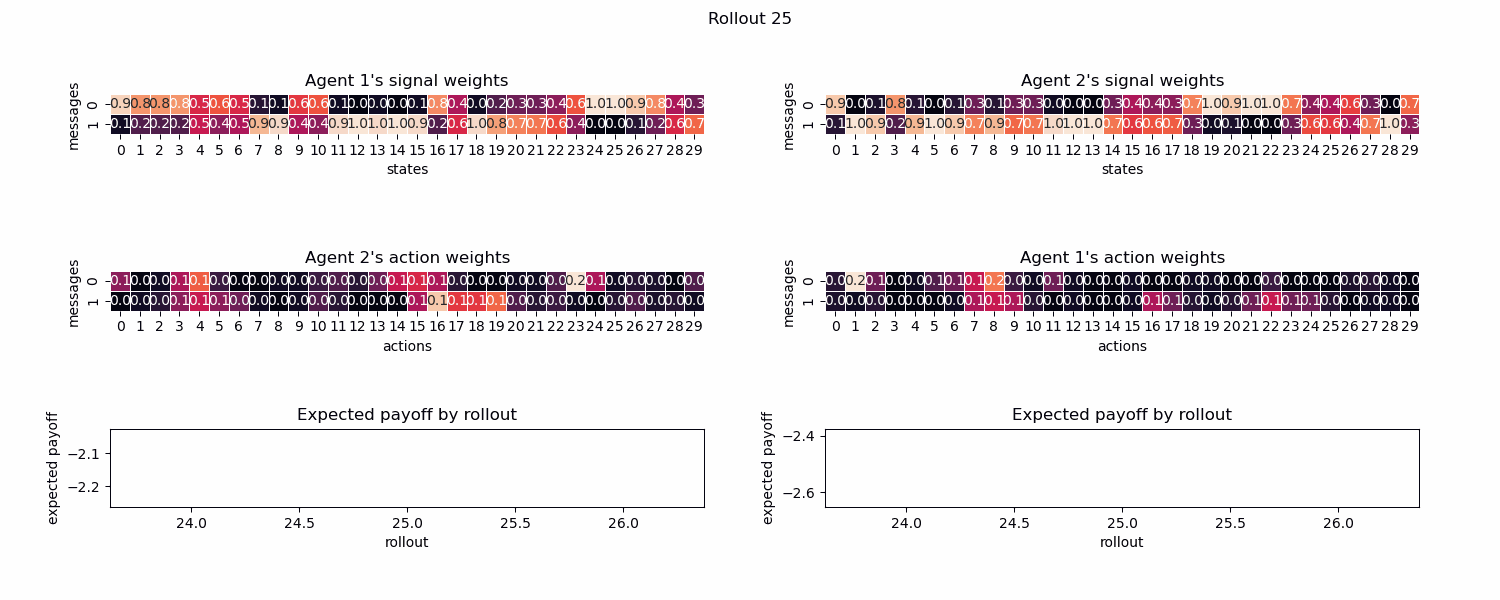 Rollout 25
Agent 1's signal weights
messages
0 0.9 0.8 0.8 0.8 0.5 0.6 0.5 0.1 0.1 0.6 0.6 0.1 0.0 0.0 0.0 0.1 0.8 0.4 0.0 0.2 0.3 0.3 0.4 0.6 1.0 1.0 0.9 0.8 0.4 0.3
1 0.1 0.2 0.2 0.2 0.5 0.4 0.5 0.9 0.9 0.4 0.4 0.9 1.0 1.0 1.0 0.9 0.2 0.6 1.0 0.8 0.7 0.7 0.6 0.4 0.0 0.0 0.1 0.2 0.6 0.7
0 1 2 3 4 5 6 7 8 9 10 11 12 13 14 15 16 17 18 19 20 21 22 23 24 25 26 27 28 29
states
Agent 2's signal weights
messages
0 0.9 0.0 0.1 0.8 0.1 0.0 0.1 0.3 0.1 0.3 0.3 0.0 0.0 0.0 0.3 0.4 0.4 0.3 0.7 1.0 0.9 1.0 1.0 0.7 0.4 0.4 0.6 0.3 0.0 0.7
1 0.1 1.0 0.9 0.2 0.9 1.0 0.9 0.7 0.9 0.7 0.7 1.0 1.0 1.0 0.7 0.6 0.6 0.7 0.3 0.0 0.1 0.0 0.0 0.3 0.6 0.6 0.4 0.7 1.0 0.3
0 1 2 3 4 5 6 7 8 9 10 11 12 13 14 15 16 17 18 19 20 21 22 23 24 25 26 27 28 29
states
Agent 2's action weights
messages
0 0.1 0.0 0.0 0.1 0.1 0.0 0.0 0.0 0.0 0.0 0.0 0.0 0.0 0.0 0.1 0.1 0.1 0.0 0.0 0.0 0.0 0.0 0.0 0.2 0.1 0.0 0.0 0.0 0.0 0.0
1 0.0 0.0 0.0 0.1 0.1 0.1 0.0 0.0 0.0 0.0 0.0 0.0 0.0 0.0 0.0 0.1 0.1 0.1 0.1 0.1 0.0 0.0 0.0 0.0 0.0 0.0 0.0 0.0 0.0 0.0
0 1 2 3 4 5 6 7 8 9 10 11 12 13 14 15 16 17 18 19 20 21 22 23 24 25 26 27 28 29
actions
Agent 1's action weights
messages
0 0.0 0.2 0.1 0.0 0.0 0.1 0.1 0.1 0.2 0.0 0.0 0.1 0.0 0.0 0.0 0.0 0.0 0.0 0.0 0.0 0.0 0.0 0.0 0.0 0.0 0.0 0.0 0.0 0.0 0.0
1 0.0 0.0 0.0 0.0 0.0 0.0 0.0 0.1 0.1 0.1 0.0 0.0 0.0 0.0 0.0 0.0 0.1 0.1 0.0 0.0 0.0 0.1 0.1 0.1 0.1 0.0 0.0 0.0 0.0 0.0
0 1 2 3 4 5 6 7 8 9 10 11 12 13 14 15 16 17 18 19 20 21 22 23 24 25 26 27 28 29
actions
Expected payoff by rollout
expected payoff
−2.1
−2.2
24.0 24.5 25.0 25.5 26.0
rollout
Expected payoff by rollout
expected payoff
−2.4
−2.6
24.0 24.5 25.0 25.5 26.0
rollout